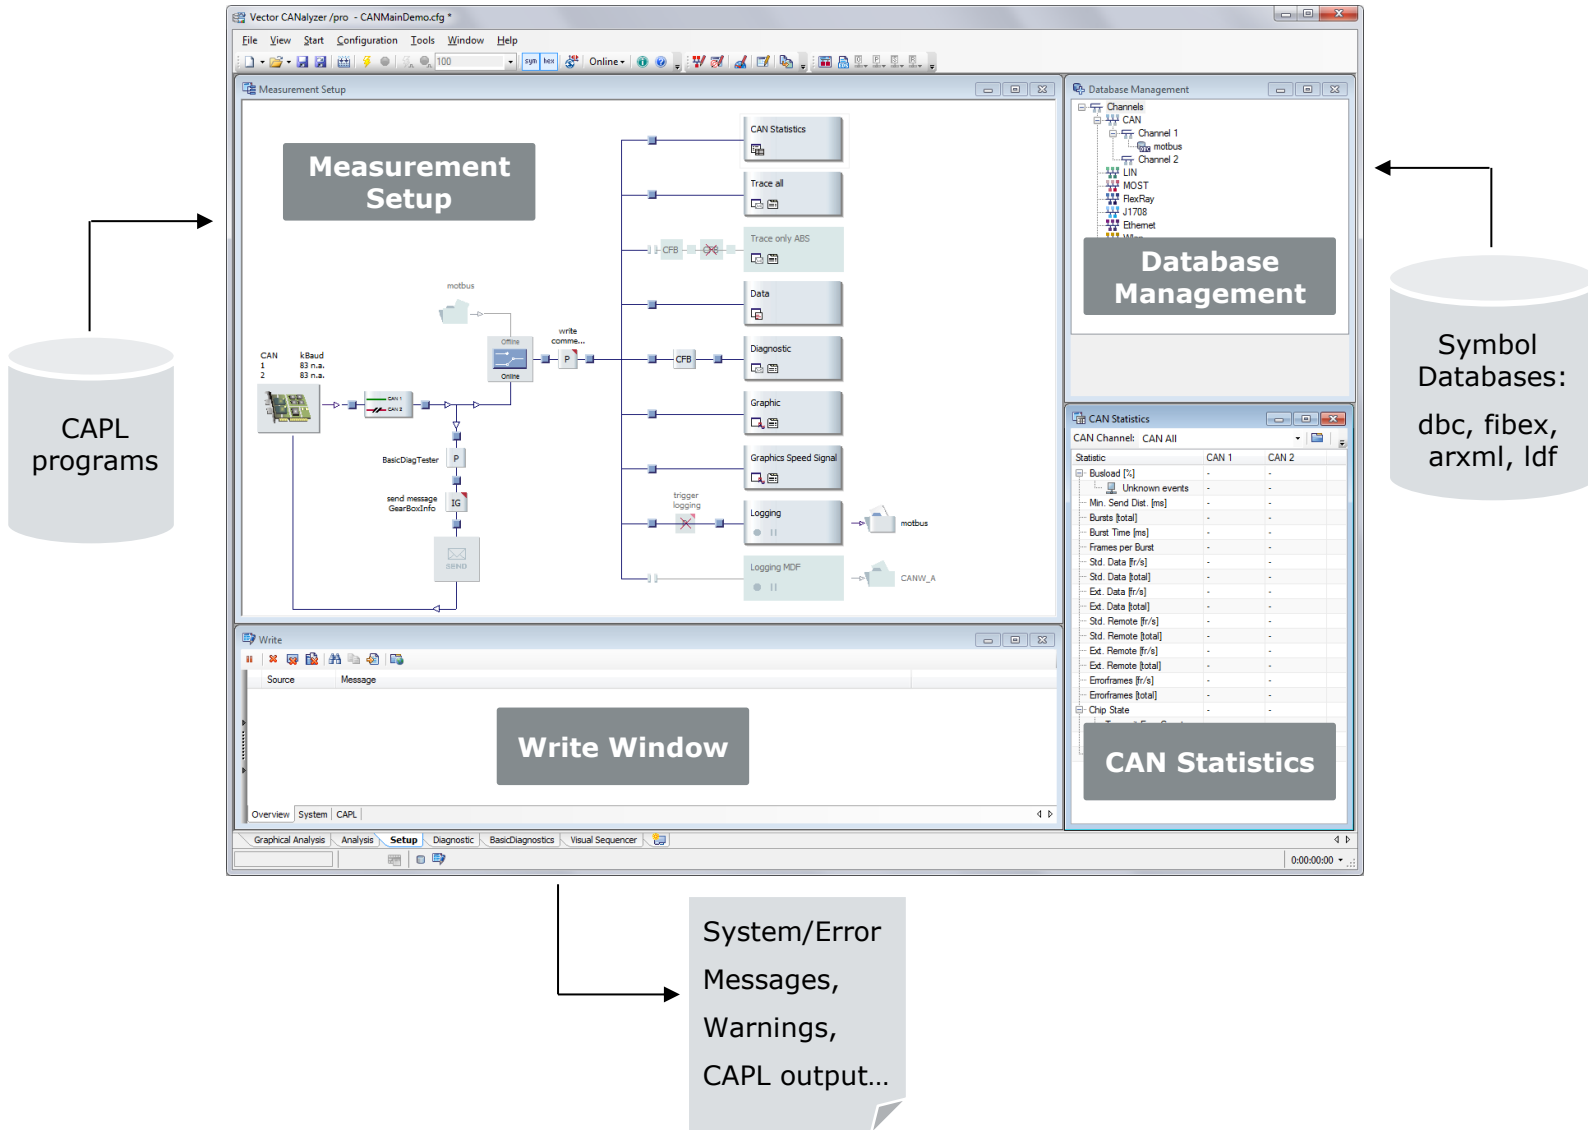 Vector CANalyzer /pro - CANMainDemo.cfg *
File View Start Configuration Tools Window Help
100
sym hex
Online
Measurement Setup
Measurement
Setup
CAN Statistics
Trace all
CFB
Trace only ABS
Data
motbus
Offline
Online
write
comme...
P
CFB
Diagnostic
CAN kBaud
1 83 n.a.
2 83 n.a.
CAN 1
CAN 2
Graphic
BasicDiagTester
P
Graphics Speed Signal
send message
GearBoxInfo
IG
trigger
logging
Logging
motbus
SEND
Logging MDF
CANW_A
Database Management
Channels
CAN
Channel 1
motbus
Channel 2
LIN
MOST
FlexRay
J1708
Ethernet
Database
Management
CAN Statistics
CAN Channel: CAN All
Statistic CAN 1 CAN 2
Busload [%] - -
Unknown events - -
Min. Send Dist. [ms] - -
Bursts [total] - -
Burst Time [ms] - -
Frames per Burst - -
Std. Data [fr/s] - -
Std. Data [total] - -
Ext. Data [fr/s] - -
Ext. Data [total] - -
Std. Remote [fr/s] - -
Std. Remote [total] - -
Ext. Remote [fr/s] - -
Ext. Remote [total] - -
Errorframes [fr/s] - -
Errorframes [total] - -
Chip State - -
CAN Statistics
Write
Source Message
Write Window
Overview System CAPL
Graphical Analysis Analysis Setup Diagnostic BasicDiagnostics Visual Sequencer
0:00:00:00
CAPL
programs
Symbol
Databases:
dbc, fibex,
arxml, ldf
System/Error
Messages,
Warnings,
CAPL output…